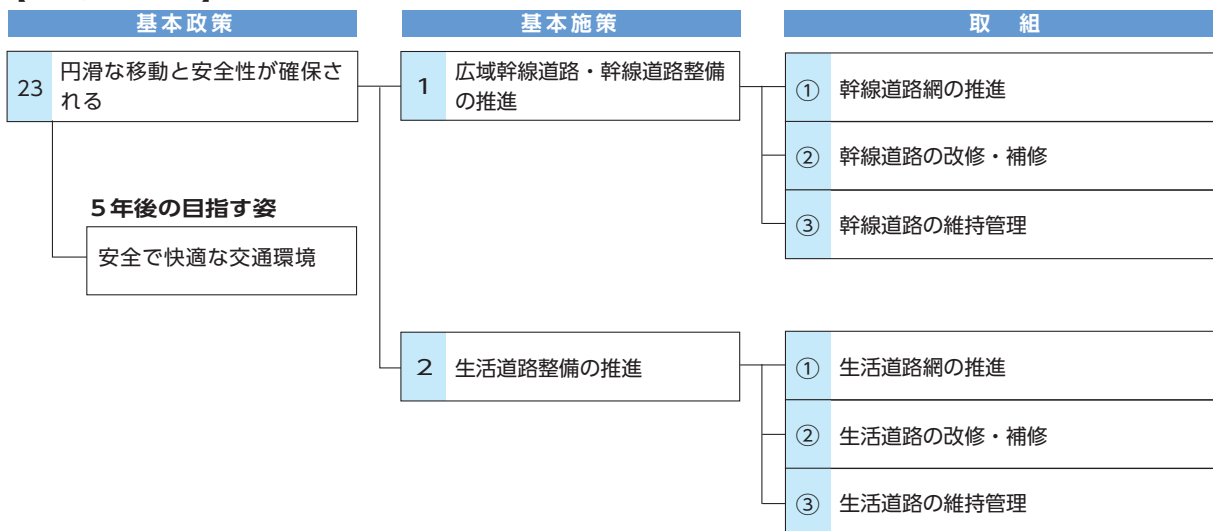 基本政策
基本施策
取 組
23
円滑な移動と安全性が確保さ
れる
5年後の目指す姿
安全で快適な交通環境
1
広域幹線道路・幹線道路整備
の推進
① 幹線道路網の推進
② 幹線道路の改修・補修
③ 幹線道路の維持管理
2
生活道路整備の推進
① 生活道路網の推進
② 生活道路の改修・補修
③ 生活道路の維持管理